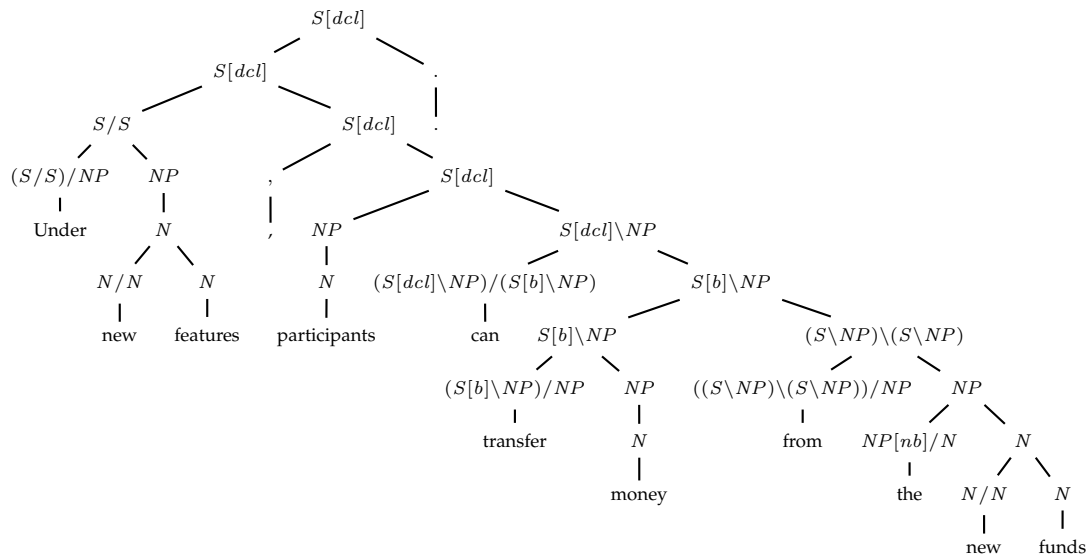 S[dcl]
S[dcl] .
S/S S[dcl] .
(S/S)/NP NP , S[dcl]
Under N , NP S[dcl]\NP
N/N N N (S[dcl]\NP)/(S[b]\NP) S[b]\NP
new features participants can S[b]\NP (S\NP)\(S\NP)
(S[b]\NP)/NP NP ((S\NP)\(S\NP))/NP NP
transfer N from NP[nb]/N N
money the N/N N
new funds